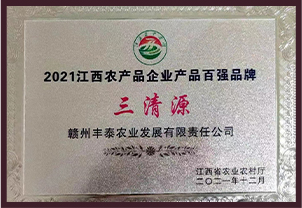 2021江西农产品企业产品百强品牌
三清源
赣州丰泰农业发展有限责任公司
江西省农业农村厅
二〇二一年十二月